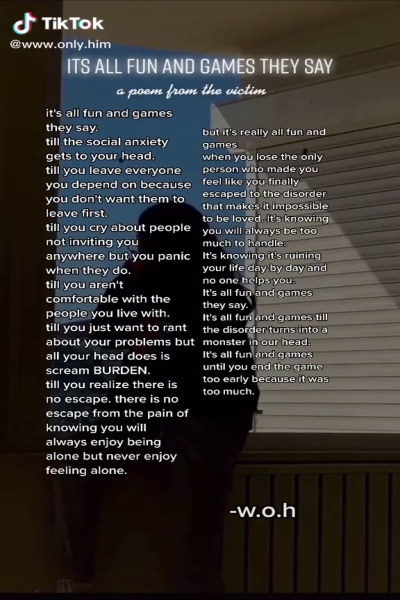 TikTok
@www.only.him
ITS ALL FUN AND GAMES THEY SAY
a poem from the victim
it's all fun and games
they say.
till the social anxiety
gets to your head.
till you leave everyone
you depend on because
you don't want them to
leave first.
till you cry about people
not inviting you
anywhere but you panic
when they do.
till you aren't
comfortable with the
people you live with.
till you just want to rant
about your problems but
all your head does is
scream BURDEN.
till you realize there is
no escape. there is no
escape from the pain of
knowing you will
always enjoy being
alone but never enjoy
feeling alone.
but it's really all fun and
games
when you lose the only
person who made you
feel like you finally
escaped to the disorder
that makes it impossible
to be loved. It's knowing
you will always be too
much to handle.
It's knowing it's ruining
your life day by day and
no one helps you.
It's all fun and games
they say.
It's all fun and games till
the disorder turns into a
monster in our head.
It's all fun and games
until you end the game
too early because it was
too much.
-w.o.h